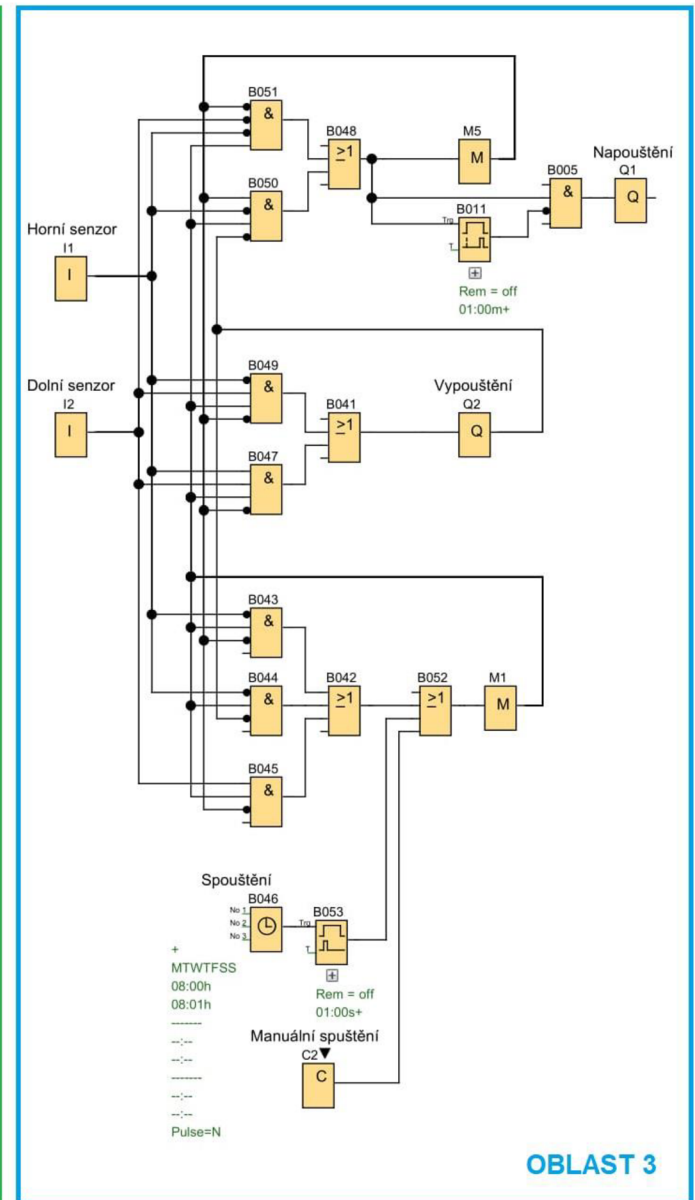 B051
&
B048
≥1
M5
M
Napouštění
B005
Q1
&
Q
B050
&
B011
Trg
T
Rem = off
01:00m+
Horní senzor
I1
I
Dolní senzor
I2
I
B049
&
B041
≥1
Vypouštění
Q2
Q
B047
&
B043
&
B044
&
B042
≥1
B052
≥1
M1
M
B045
&
Spouštění
B046
No 1
No 2
No 3
B053
Trg
T
+
MTWTFSS
08:00h
08:01h
-------
--:--
--:--
-------
--:--
--:--
Pulse=N
Rem = off
01:00s+
Manuální spuštění
C2
C
OBLAST 3